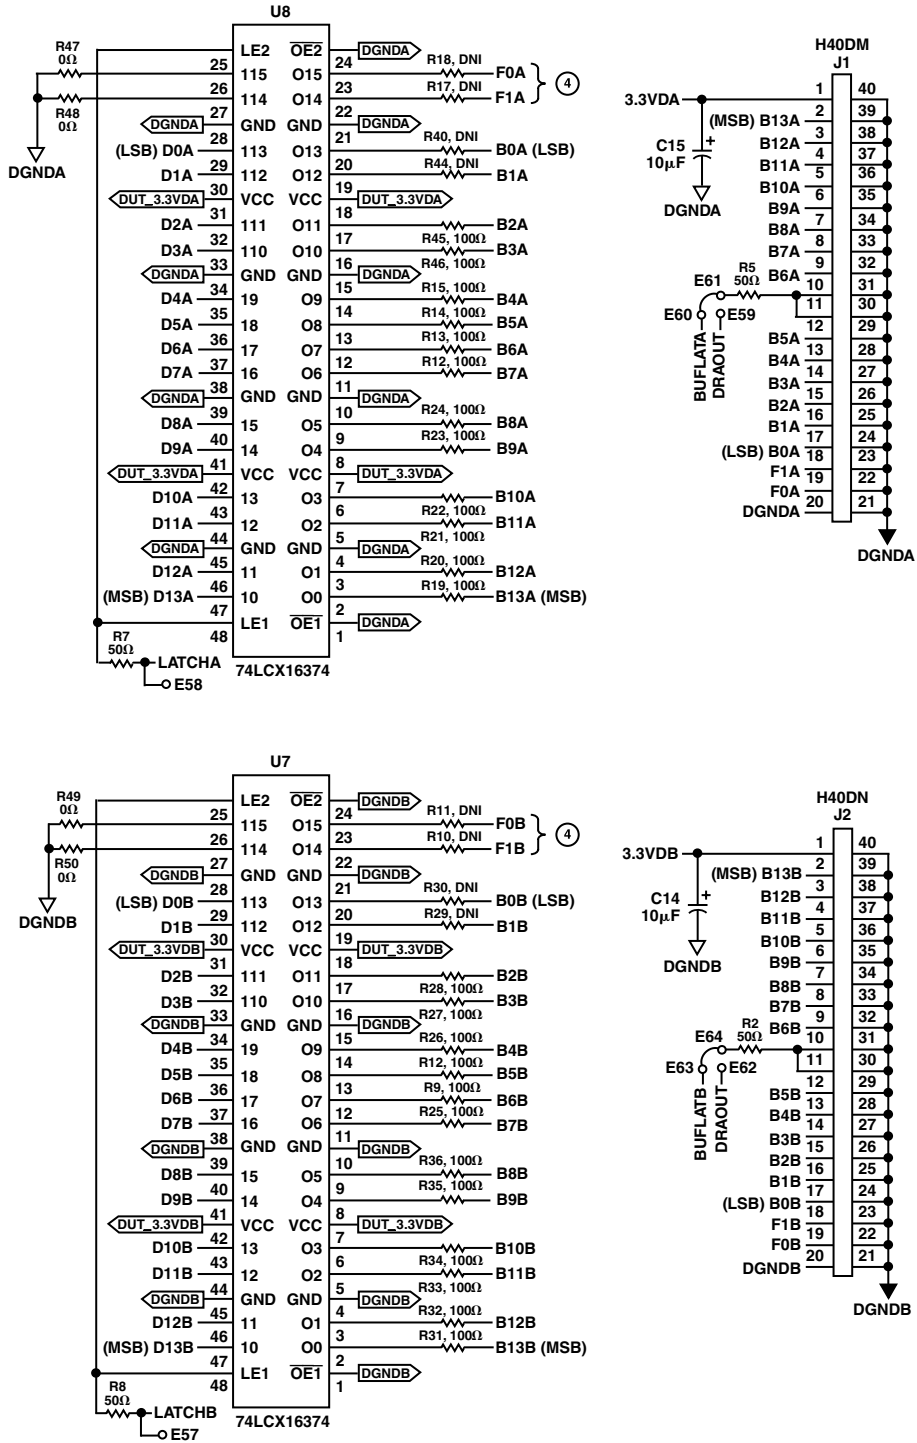 U8
LE2 OE2 DGNDA
R47 0Ω 25 115 O15 24 R18, DNI F0A
R48 0Ω 26 114 O14 23 R17, DNI F1A 4
DGNDA
DGNDA 27 GND GND 22 DGNDA
(LSB) D0A 28 113 O13 21 R40, DNI B0A (LSB)
D1A 29 112 O12 20 R44, DNI B1A
DUT_3.3VDA 30 VCC VCC 19 DUT_3.3VDA
D2A 31 111 O11 18 B2A
R45, 100Ω
D3A 32 110 O10 17 B3A
R46, 100Ω
DGNDA 33 GND GND 16 DGNDA
D4A 34 19 O9 15 R15, 100Ω B4A
D5A 35 18 O8 14 R14, 100Ω B5A
D6A 36 17 O7 13 R13, 100Ω B6A
D7A 37 16 O6 12 R12, 100Ω B7A
DGNDA 38 GND GND 11 DGNDA
D8A 39 15 O5 10 R24, 100Ω B8A
D9A 40 14 O4 9 R23, 100Ω B9A
DUT_3.3VDA 41 VCC VCC 8 DUT_3.3VDA
D10A 42 13 O3 7 B10A
R22, 100Ω
D11A 43 12 O2 6 B11A
R21, 100Ω
DGNDA 44 GND GND 5 DGNDA
D12A 45 11 O1 4 R20, 100Ω B12A
(MSB) D13A 46 10 O0 3 R19, 100Ω B13A (MSB)
47 LE1 OE1 2 DGNDA
48 1
R7
50Ω LATCHA
E58
74LCX16374
H40DM
J1
3.3VDA 1 40
(MSB) B13A 2 39
C15
10µF
DGNDA
B12A 3 38
B11A 4 37
B10A 5 36
B9A 6 35
B8A 7 34
B7A 8 33
B6A 9 32
E61 R5 50Ω 10 31
E60 E59 11 30
BUFLATA
DRAOUT
B5A 12 29
B4A 13 28
B3A 14 27
B2A 15 26
B1A 16 25
(LSB) B0A 17 24
F1A 18 23
F0A 19 22
DGNDA 20 21
DGNDA
U7
LE2 OE2 DGNDB
R49 0Ω 25 115 O15 24 R11, DNI F0B
R50 0Ω 26 114 O14 23 R10, DNI F1B 4
DGNDB
DGNDB 27 GND GND 22 DGNDB
(LSB) D0B 28 113 O13 21 R30, DNI B0B (LSB)
D1B 29 112 O12 20 R29, DNI B1B
DUT_3.3VDB 30 VCC VCC 19 DUT_3.3VDB
D2B 31 111 O11 18 B2B
R28, 100Ω
D3B 32 110 O10 17 B3B
R27, 100Ω
DGNDB 33 GND GND 16 DGNDB
D4B 34 19 O9 15 R26, 100Ω B4B
D5B 35 18 O8 14 R12, 100Ω B5B
D6B 36 17 O7 13 R9, 100Ω B6B
D7B 37 16 O6 12 R25, 100Ω B7B
DGNDB 38 GND GND 11 DGNDB
D8B 39 15 O5 10 R36, 100Ω B8B
D9B 40 14 O4 9 R35, 100Ω B9B
DUT_3.3VDB 41 VCC VCC 8 DUT_3.3VDB
D10B 42 13 O3 7 B10B
R34, 100Ω
D11B 43 12 O2 6 B11B
R33, 100Ω
DGNDB 44 GND GND 5 DGNDB
D12B 45 11 O1 4 R32, 100Ω B12B
(MSB) D13B 46 10 O0 3 R31, 100Ω B13B (MSB)
47 LE1 OE1 2 DGNDB
48 1
R8
50Ω LATCHB
E57
74LCX16374
H40DN
J2
3.3VDB 1 40
(MSB) B13B 2 39
C14
10µF
DGNDB
B12B 3 38
B11B 4 37
B10B 5 36
B9B 6 35
B8B 7 34
B7B 8 33
B6B 9 32
E64 R2 50Ω 10 31
E63 E62 11 30
BUFLATB
DRAOUT
B5B 12 29
B4B 13 28
B3B 14 27
B2B 15 26
B1B 16 25
(LSB) B0B 17 24
F1B 18 23
F0B 19 22
DGNDB 20 21
DGNDB